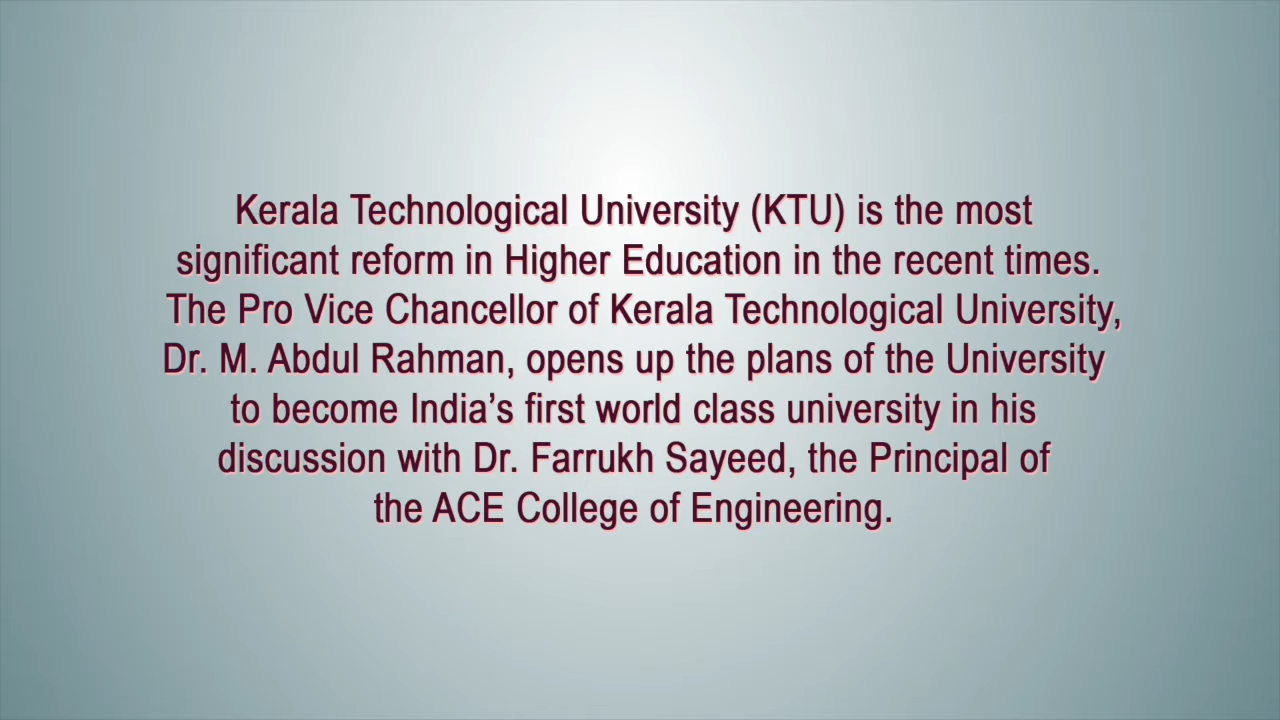 Kerala Technological University (KTU) is the most
significant reform in Higher Education in the recent times.
The Pro Vice Chancellor of Kerala Technological University,
Dr. M. Abdul Rahman, opens up the plans of the University
to become India’s first world class university in his
discussion with Dr. Farrukh Sayeed, the Principal of
the ACE College of Engineering.